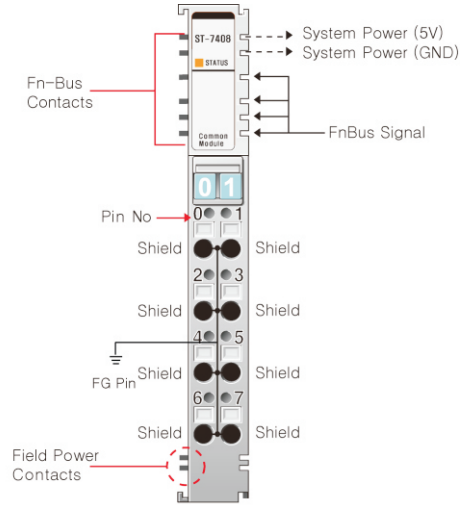 ST-7408
System Power (5V)
System Power (GND)
STATUS
Fn-Bus
Contacts
FnBus Signal
Common
Module
0 1
Pin No
0 1
Shield Shield
2 3
Shield Shield
4 5
FG Pin
Shield Shield
6 7
Shield Shield
Field Power
Contacts